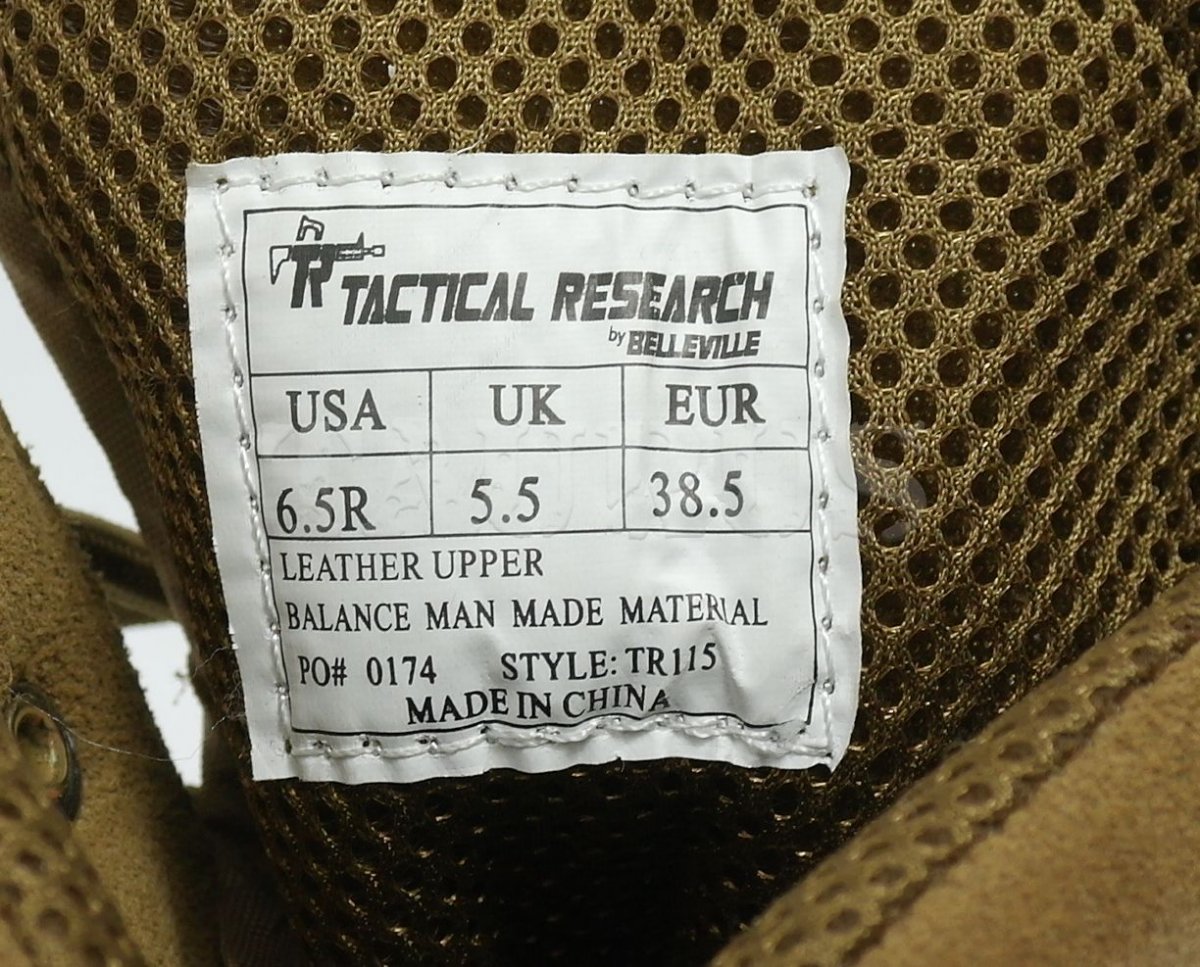 TR TACTICAL RESEARCH
by BELLEVILLE
USA UK EUR
6.5R 5.5 38.5
LEATHER UPPER
BALANCE MAN MADE MATERIAL
PO# 0174 STYLE: TR115
MADE IN CHINA